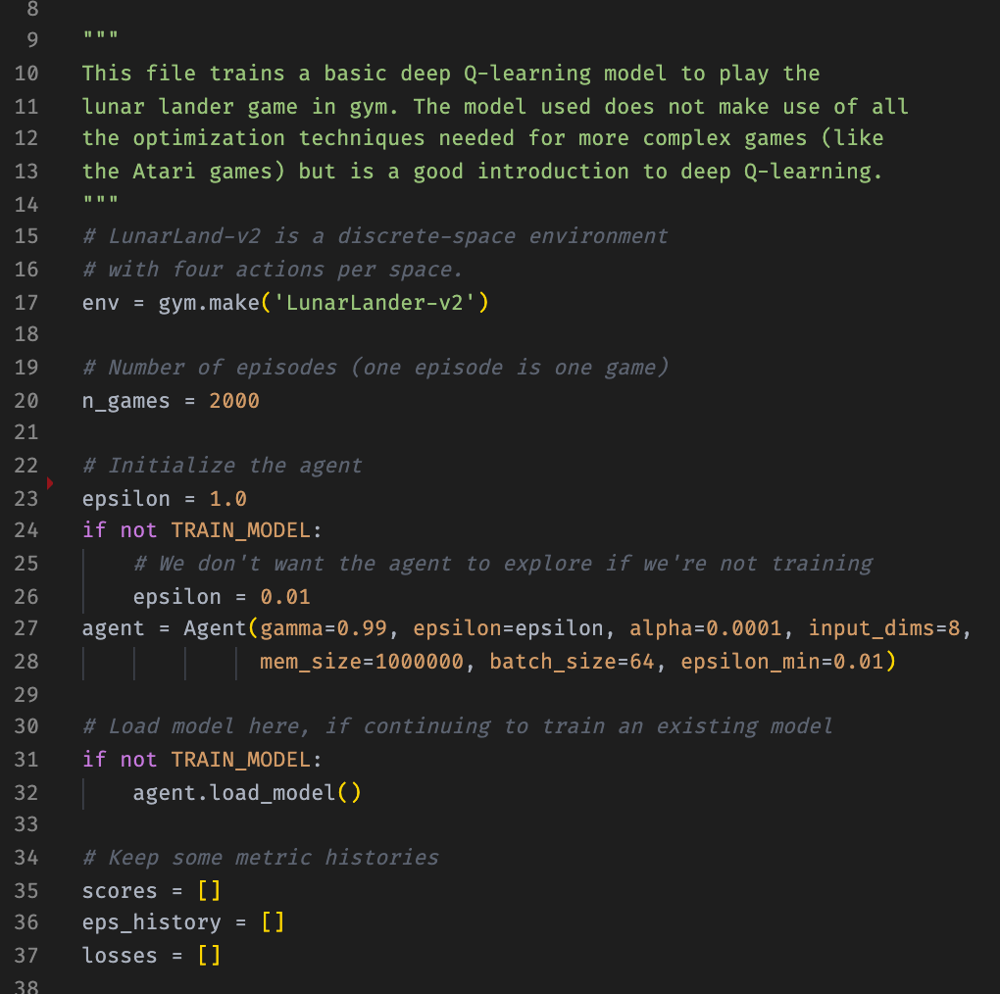 8
9 """
10 This file trains a basic deep Q-learning model to play the
11 lunar lander game in gym. The model used does not make use of all
12 the optimization techniques needed for more complex games (like
13 the Atari games) but is a good introduction to deep Q-learning.
14 """
15 # LunarLand-v2 is a discrete-space environment
16 # with four actions per space.
17 env = gym.make('LunarLander-v2')
18
19 # Number of episodes (one episode is one game)
20 n_games = 2000
21
22 # Initialize the agent
23 epsilon = 1.0
24 if not TRAIN_MODEL:
25     # We don't want the agent to explore if we're not training
26     epsilon = 0.01
27 agent = Agent(gamma=0.99, epsilon=epsilon, alpha=0.0001, input_dims=8,
28               mem_size=1000000, batch_size=64, epsilon_min=0.01)
29
30 # Load model here, if continuing to train an existing model
31 if not TRAIN_MODEL:
32     agent.load_model()
33
34 # Keep some metric histories
35 scores = []
36 eps_history = []
37 losses = []
38